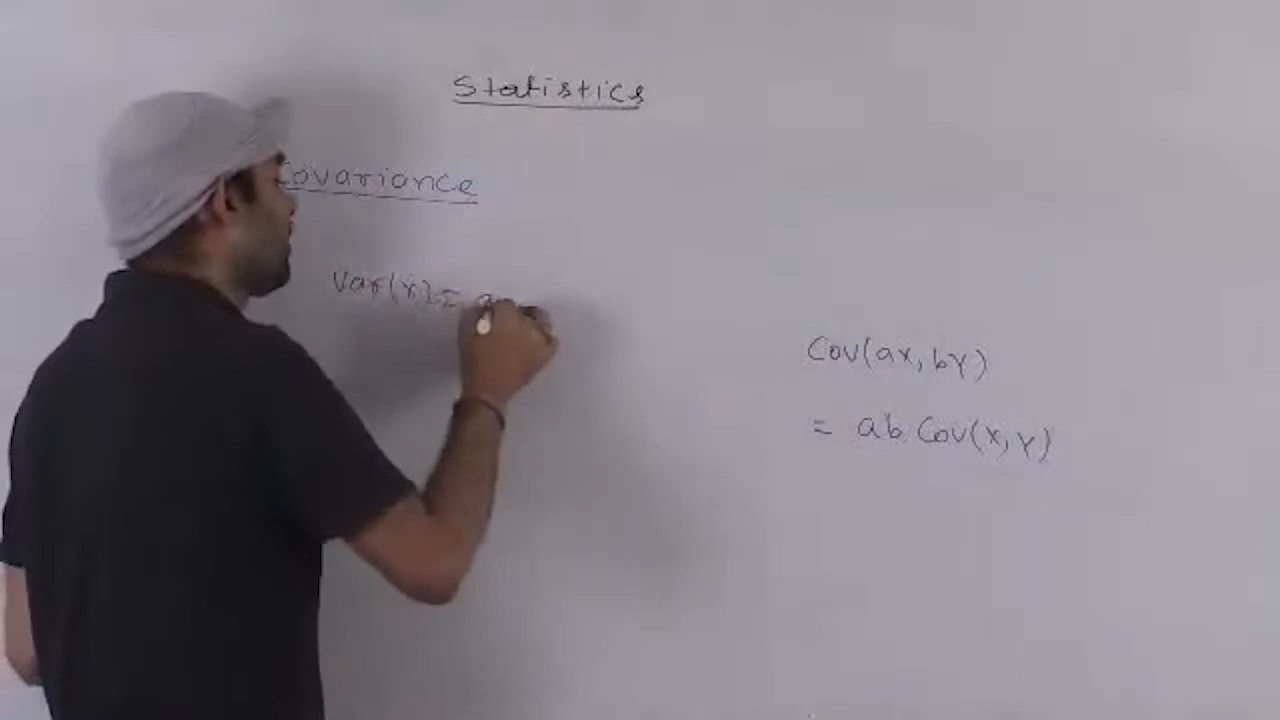 Statistics
Covariance
Var(X) =
Cov(aX, bY)
= ab Cov(X, Y)